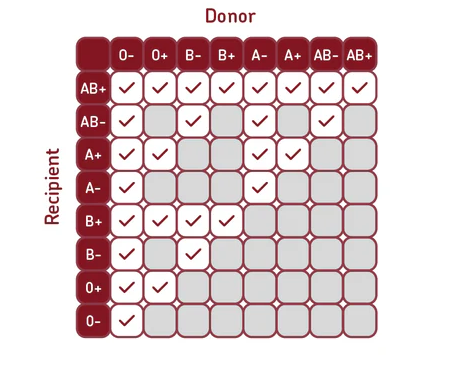 Donor
O- O+ B- B+ A- A+ AB- AB+
Recipient
AB+
AB-
A+
A-
B+
B-
O+
O-